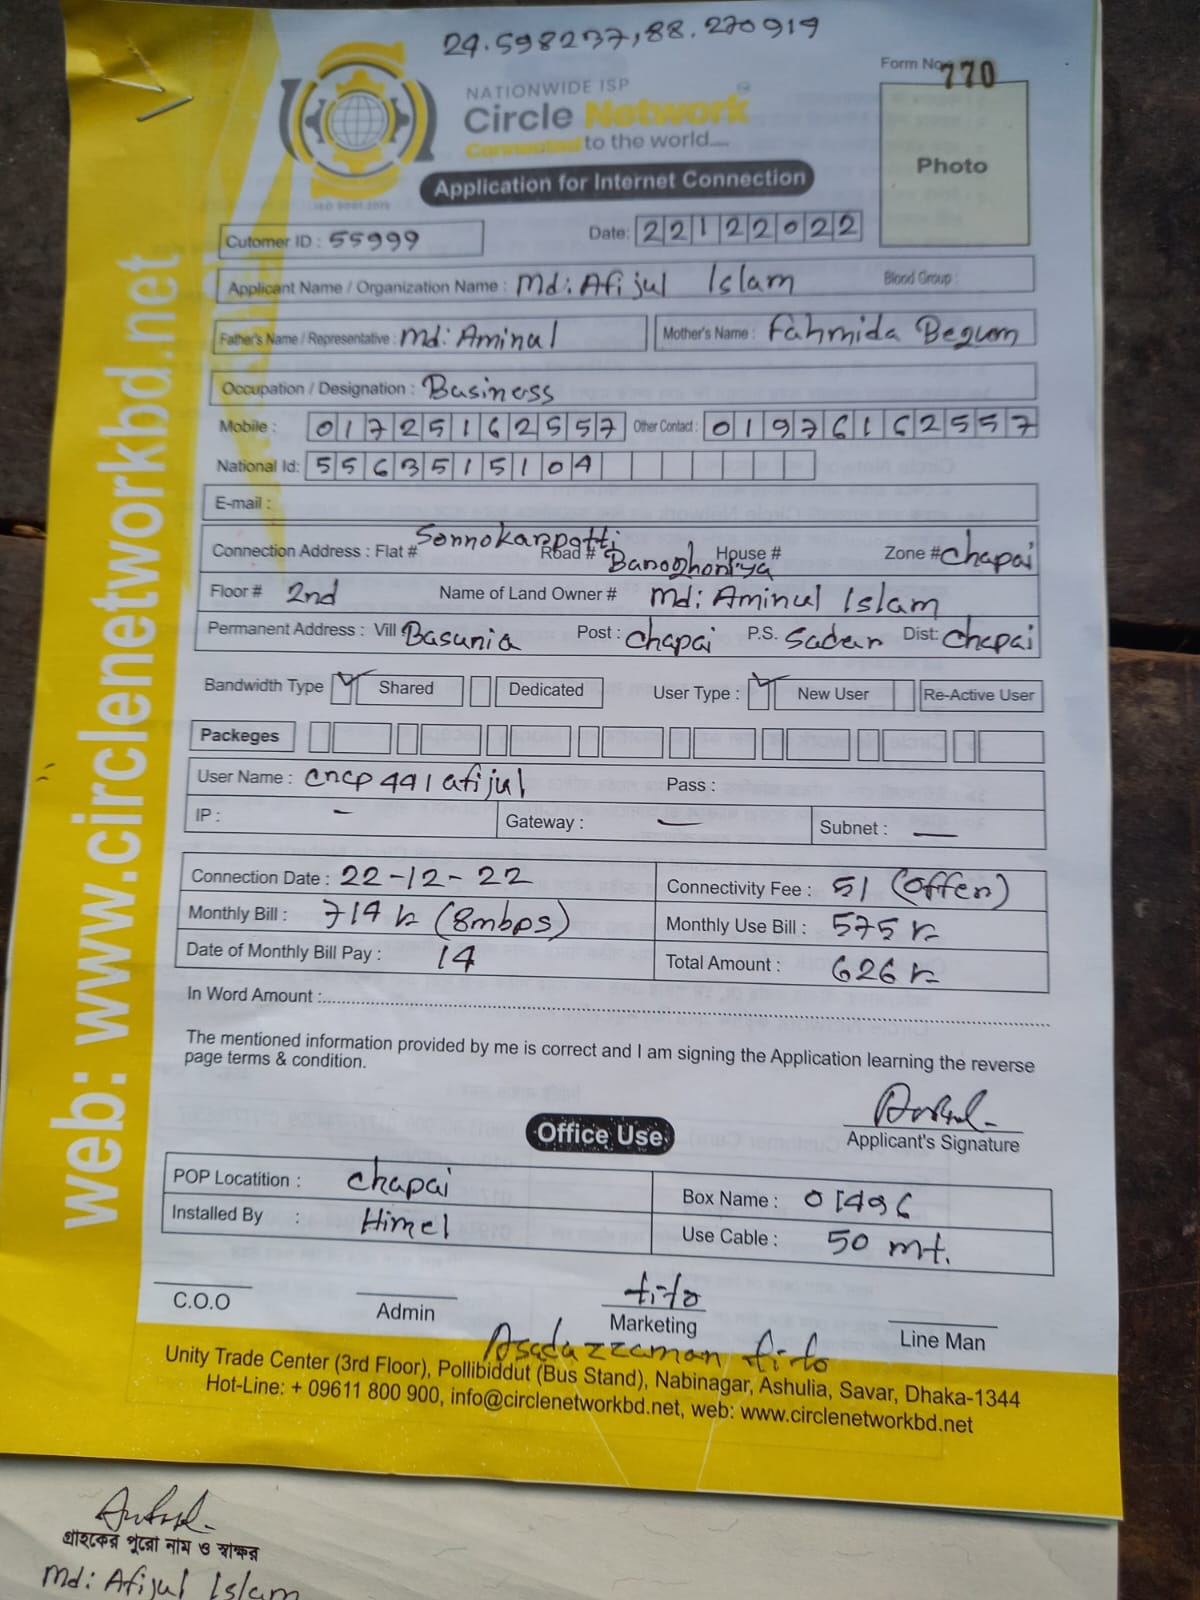 24.598237,88.270919
Form No 770
NATIONWIDE ISP
Circle Network
Connected to the world....
ISO 9001:2015
Photo
Application for Internet Connection
Cutomer ID : 55999
Date: 22122022
Applicant Name / Organization Name : Md: Afijul Islam Blood Group :
Father's Name / Representative : Md: Aminul Mother's Name : Fahmida Begum
Occupation / Designation : Business
Mobile : 01725162557 Other Contact : 01976162557
National Id: 5563515104
E-mail :
Connection Address : Flat # Sonnokarpotti Road # House # Zone # Chapai
Floor # 2nd Name of Land Owner # Md: Aminul Islam
Permanent Address : Vill Basunia Post : Chapai P.S. Sadar Dist: Chapai
Bandwidth Type Shared Dedicated User Type : New User Re-Active User
Packeges
User Name : cncp441afijul Pass :
IP : - Gateway : - Subnet : -
Connection Date : 22-12-22 Connectivity Fee : 51 (offer)
Monthly Bill : 714 (8mbps) Monthly Use Bill : 575
Date of Monthly Bill Pay : 14 Total Amount : 626
In Word Amount :
The mentioned information provided by me is correct and I am signing the Application learning the reverse
page terms & condition.
Applicant's Signature
Office Use
POP Locatition : Chapai Box Name : 01496
Installed By : Himel Use Cable : 50 mt.
tito
C.O.O Admin Marketing Line Man
Asaduzzaman tito
Unity Trade Center (3rd Floor), Pollibiddut (Bus Stand), Nabinagar, Ashulia, Savar, Dhaka-1344
Hot-Line: + 09611 800 900, info@circlenetworkbd.net, web: www.circlenetworkbd.net
web: www.circlenetworkbd.net
গ্রাহকের পুরো নাম ও স্বাক্ষর
Md: Afijul Islam